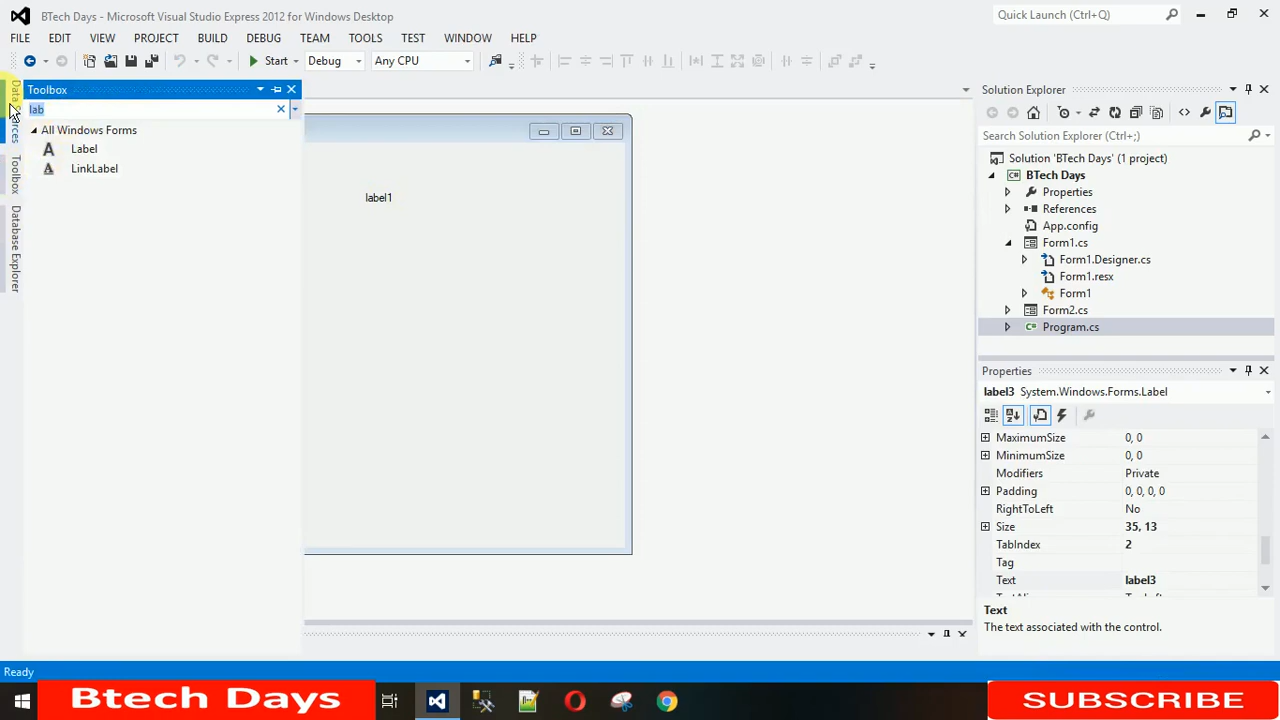 BTech Days - Microsoft Visual Studio Express 2012 for Windows Desktop
Quick Launch (Ctrl+Q)
FILE EDIT VIEW PROJECT BUILD DEBUG TEAM TOOLS TEST WINDOW HELP
Start Debug Any CPU
Toolbox
lab
All Windows Forms
Label
LinkLabel
Toolbox
Database Explorer
label1
Solution Explorer
Search Solution Explorer (Ctrl+;)
Solution 'BTech Days' (1 project)
BTech Days
Properties
References
App.config
Form1.cs
Form1.Designer.cs
Form1.resx
Form1
Form2.cs
Program.cs
Properties
label3 System.Windows.Forms.Label
MaximumSize 0, 0
MinimumSize 0, 0
Modifiers Private
Padding 0, 0, 0, 0
RightToLeft No
Size 35, 13
TabIndex 2
Tag
Text label3
Text
The text associated with the control.
Ready
Btech Days
SUBSCRIBE